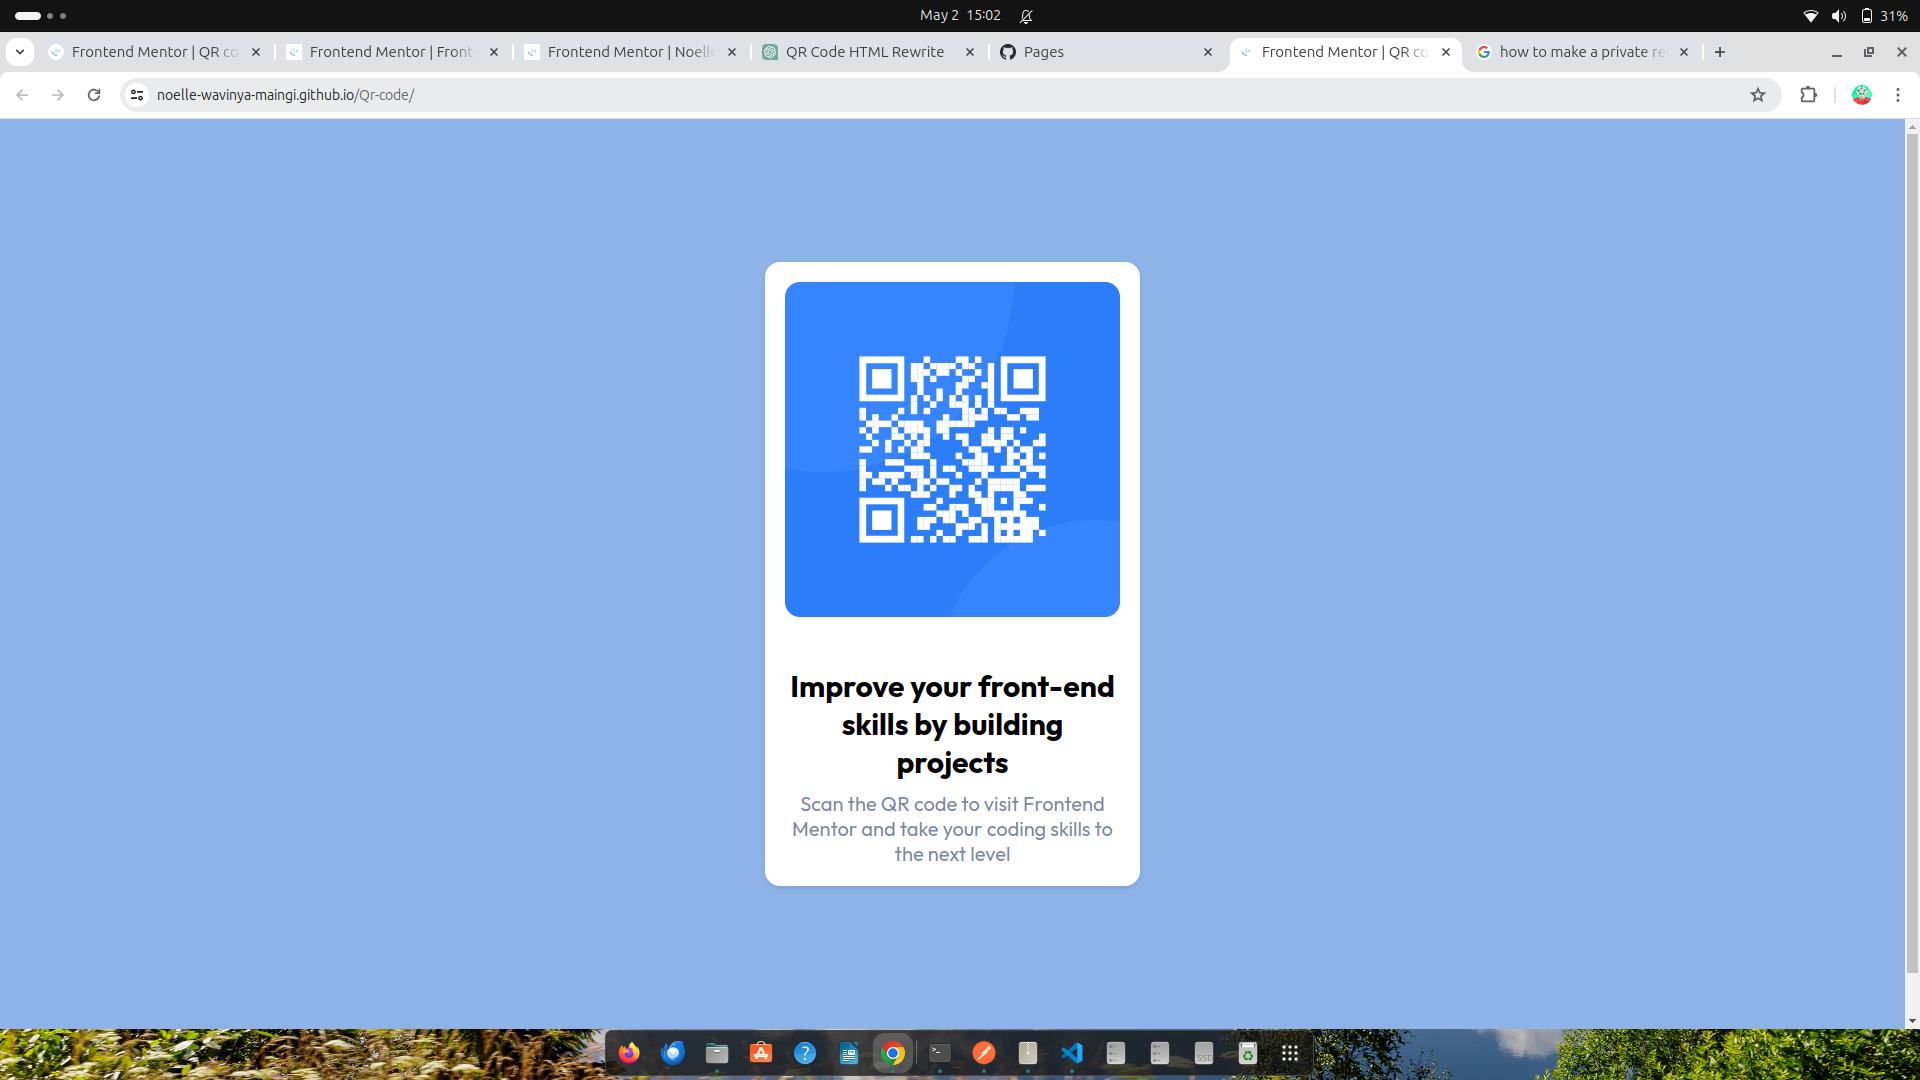 May 2 15:02
31%
Frontend Mentor | QR co
Frontend Mentor | Front-
Frontend Mentor | Noelle
QR Code HTML Rewrite
Pages
Frontend Mentor | QR co
how to make a private re
noelle-wavinya-maingi.github.io/Qr-code/
Improve your front-end
skills by building
projects
Scan the QR code to visit Frontend
Mentor and take your coding skills to
the next level
SSD